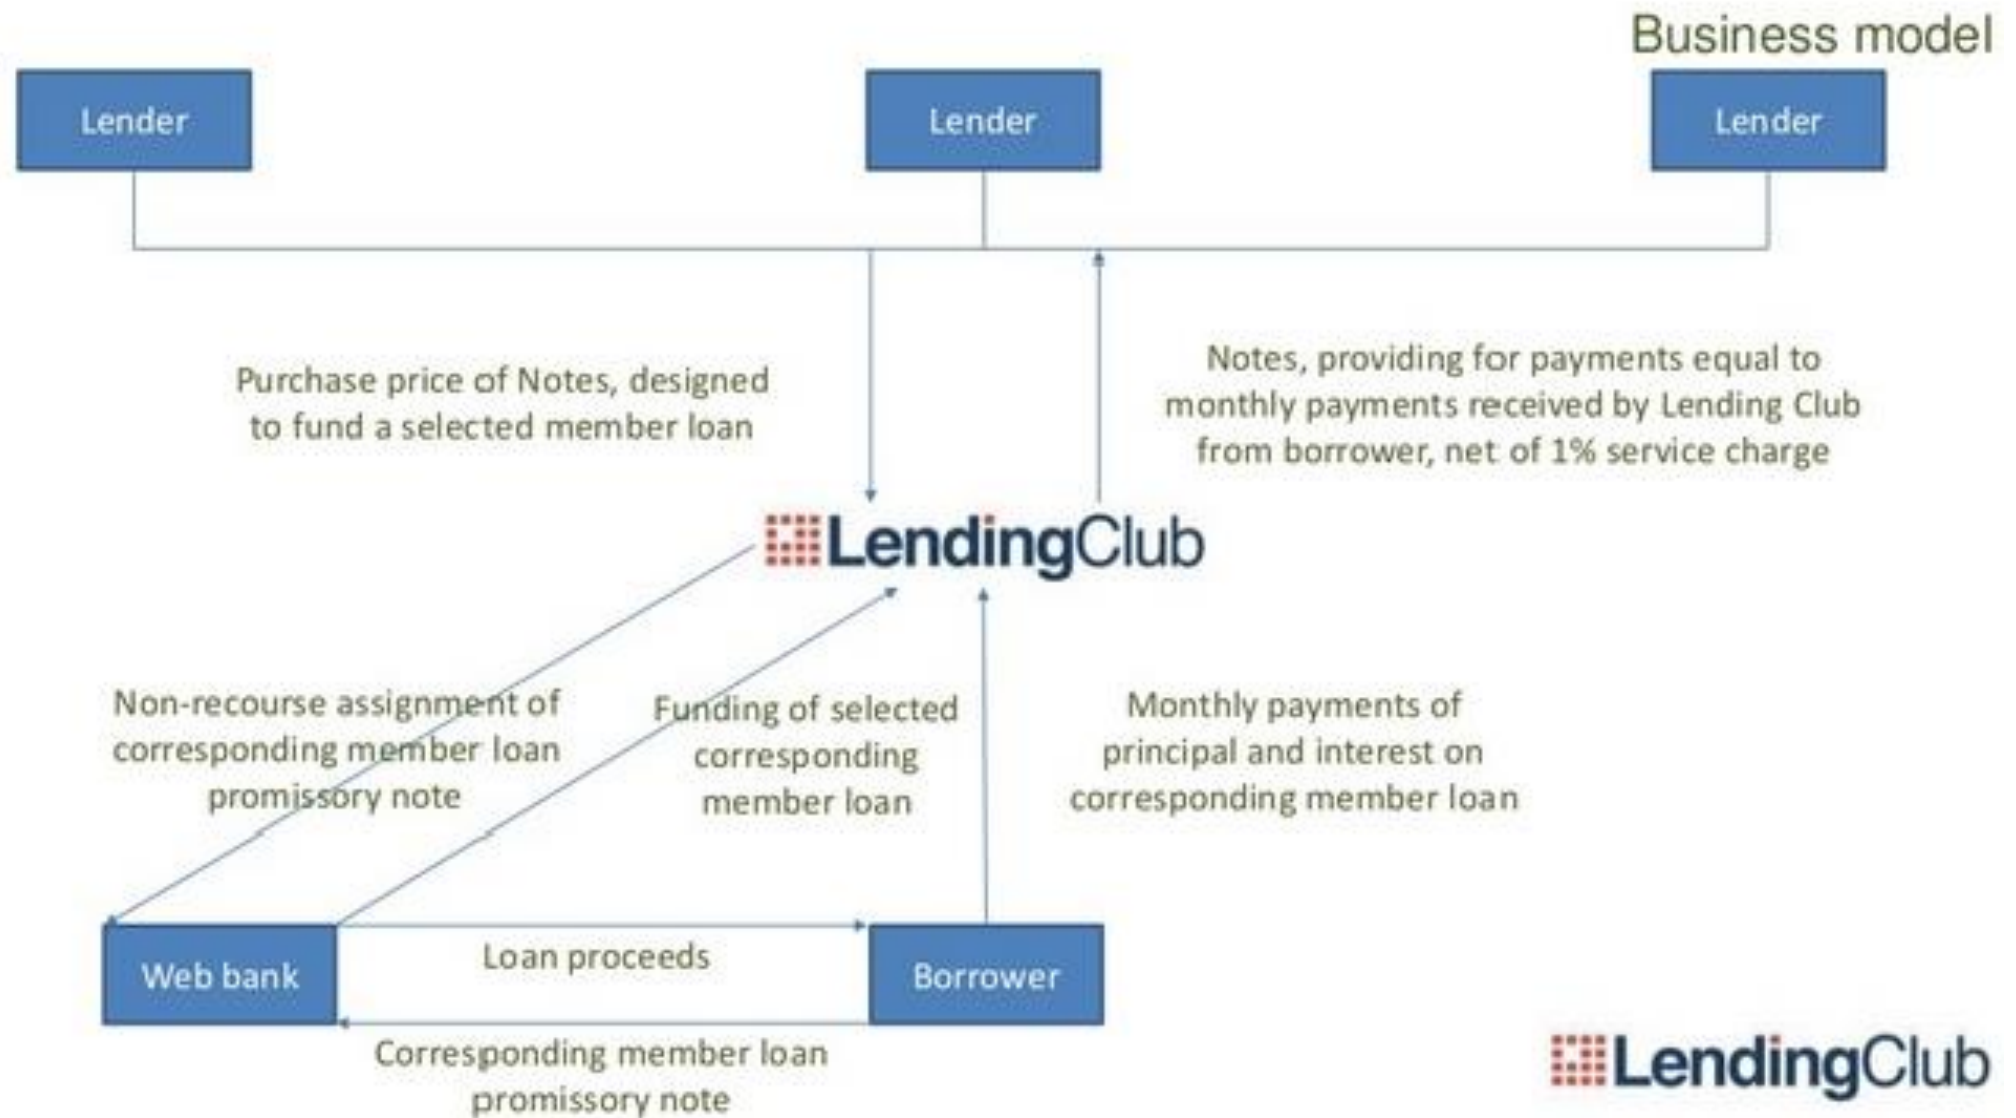 Business model
Lender
Lender
Lender
Purchase price of Notes, designed
to fund a selected member loan
Notes, providing for payments equal to
monthly payments received by Lending Club
from borrower, net of 1% service charge
LendingClub
Non-recourse assignment of
corresponding member loan
promissory note
Funding of selected
corresponding
member loan
Monthly payments of
principal and interest on
corresponding member loan
Web bank
Loan proceeds
Borrower
Corresponding member loan
promissory note
LendingClub